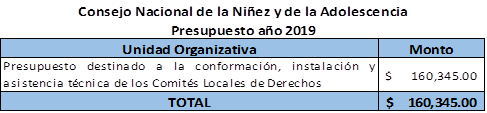 Consejo Nacional de la Niñez y de la Adolescencia
Presupuesto año 2019
Unidad Organizativa Monto
Presupuesto destinado a la conformación, instalación y
asistencia técnica de los Comités Locales de Derechos $ 160,345.00
TOTAL $ 160,345.00